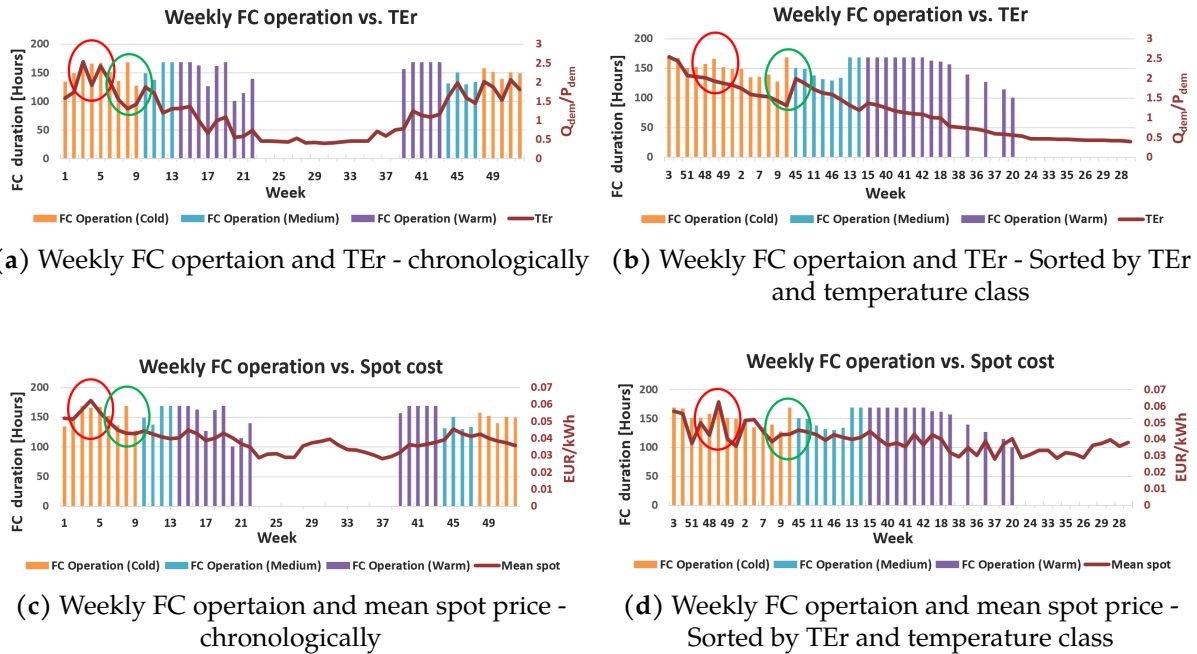 Weekly FC operation vs. TEr
200
150
100
50
0
FC duration [Hours]
3
2.5
2
1.5
1
0.5
0
Qdem/Pdem
1 5 9 13 17 21 25 29 33 37 41 45 49
Week
FC Operation (Cold) FC Operation (Medium) FC Operation (Warm) TEr
(a) Weekly FC opertaion and TEr - chronologically
Weekly FC operation vs. TEr
200
150
100
50
0
FC duration [Hours]
3
2.5
2
1.5
1
0.5
0
Qdem/Pdem
3 51 48 49 2 7 9 45 11 46 13 15 40 41 42 18 38 36 37 20 24 33 35 26 29 28
Week
FC Operation (Cold) FC Operation (Medium) FC Operation (Warm) TEr
(b) Weekly FC opertaion and TEr - Sorted by TEr
and temperature class
Weekly FC operation vs. Spot cost
200
150
100
50
0
FC duration [Hours]
0.07
0.06
0.05
0.04
0.03
0.02
0.01
0
EUR/kWh
1 5 9 13 17 21 25 29 33 37 41 45 49
Week
FC Operation (Cold) FC Operation (Medium) FC Operation (Warm) Mean spot
(c) Weekly FC opertaion and mean spot price -
chronologically
Weekly FC operation vs. Spot cost
200
150
100
50
0
FC duration [Hours]
0.07
0.06
0.05
0.04
0.03
0.02
0.01
0
EUR/kWh
3 51 48 49 2 7 9 45 11 46 13 15 40 41 42 18 38 36 37 20 24 33 35 26 29 28
Week
FC Operation (Cold) FC Operation (Medium) FC Operation (Warm) Mean spot
(d) Weekly FC opertaion and mean spot price -
Sorted by TEr and temperature class